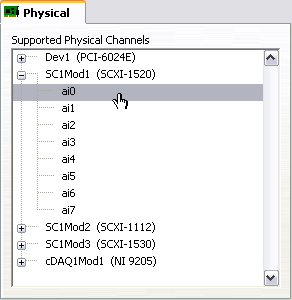 Physical
Supported Physical Channels
Dev1 (PCI-6024E)
SC1Mod1 (SCXI-1520)
ai0
ai1
ai2
ai3
ai4
ai5
ai6
ai7
SC1Mod2 (SCXI-1112)
SC1Mod3 (SCXI-1530)
cDAQ1Mod1 (NI 9205)